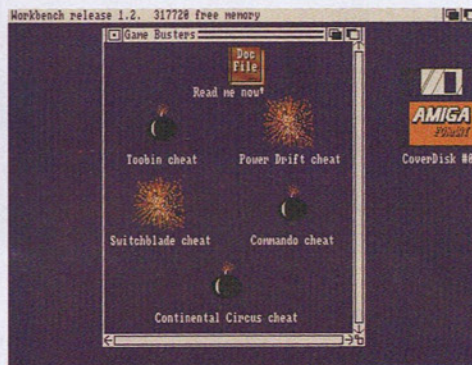 Workbench release 1.2. 317720 free memory
Game Busters
Doc
File
Read me now!
AMIGA
Toobin cheat
Power Drift cheat
CoverDisk
Switchblade cheat
Commando cheat
Continental Circus cheat